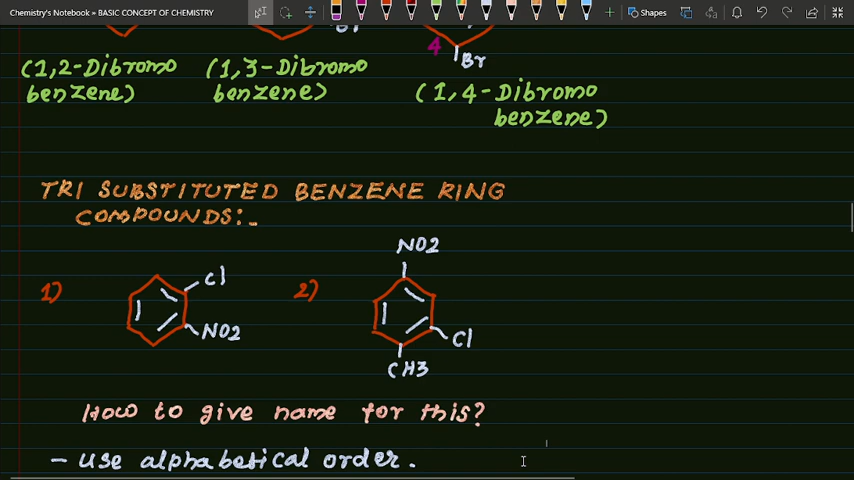 Chemistry's Notebook » BASIC CONCEPT OF CHEMISTRY
Shapes
4
Br
(1,2-Dibromo (1,3-Dibromo
benzene) benzene) (1,4-Dibromo
benzene)
TRI SUBSTITUTED BENZENE RING
COMPOUNDS:-
NO2
1) Cl 2)
NO2 Cl
CH3
How to give name for this?
- Use alphabetical order.